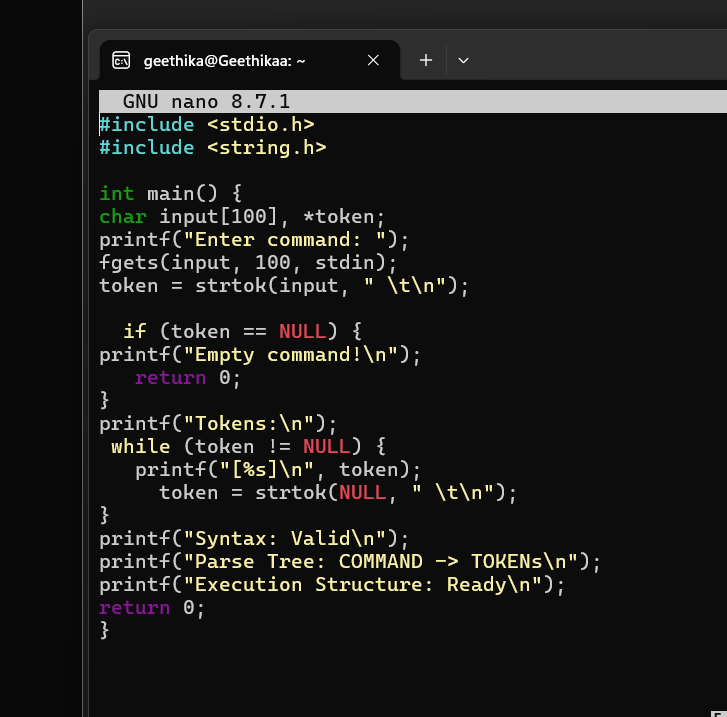 geethika@Geethikaa: ~
GNU nano 8.7.1
#include <stdio.h>
#include <string.h>

int main() {
char input[100], *token;
printf("Enter command: ");
fgets(input, 100, stdin);
token = strtok(input, " \t\n");

  if (token == NULL) {
printf("Empty command!\n");
   return 0;
}
printf("Tokens:\n");
 while (token != NULL) {
   printf("[%s]\n", token);
     token = strtok(NULL, " \t\n");
}
printf("Syntax: Valid\n");
printf("Parse Tree: COMMAND -> TOKENs\n");
printf("Execution Structure: Ready\n");
return 0;
}